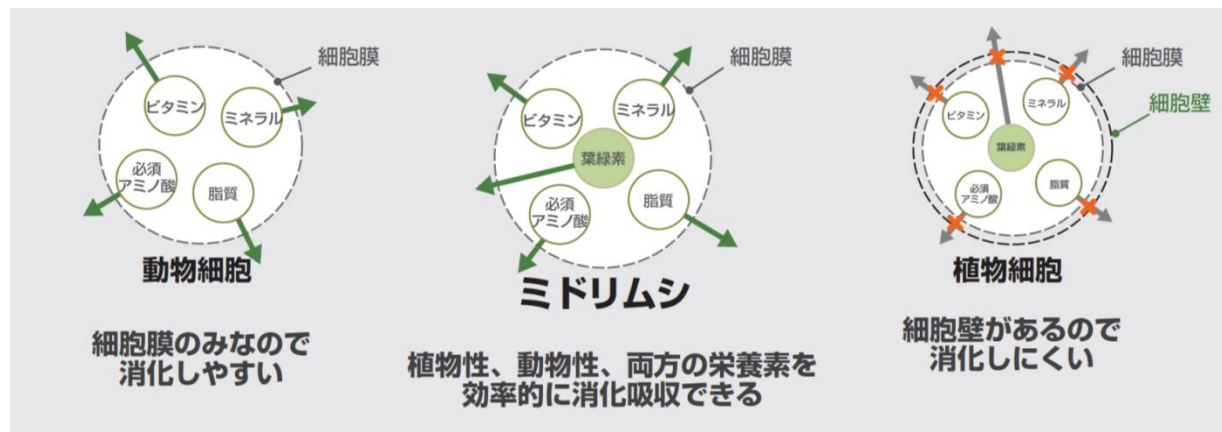 細胞膜
ビタミン
ミネラル
必須
アミノ酸
脂質
動物細胞
細胞膜のみなので
消化しやすい
細胞膜
ビタミン
ミネラル
葉緑素
必須
アミノ酸
脂質
ミドリムシ
植物性、動物性、両方の栄養素を
効率的に消化吸収できる
細胞膜
細胞壁
ビタミン
ミネラル
葉緑素
必須
アミノ酸
脂質
植物細胞
細胞壁があるので
消化しにくい